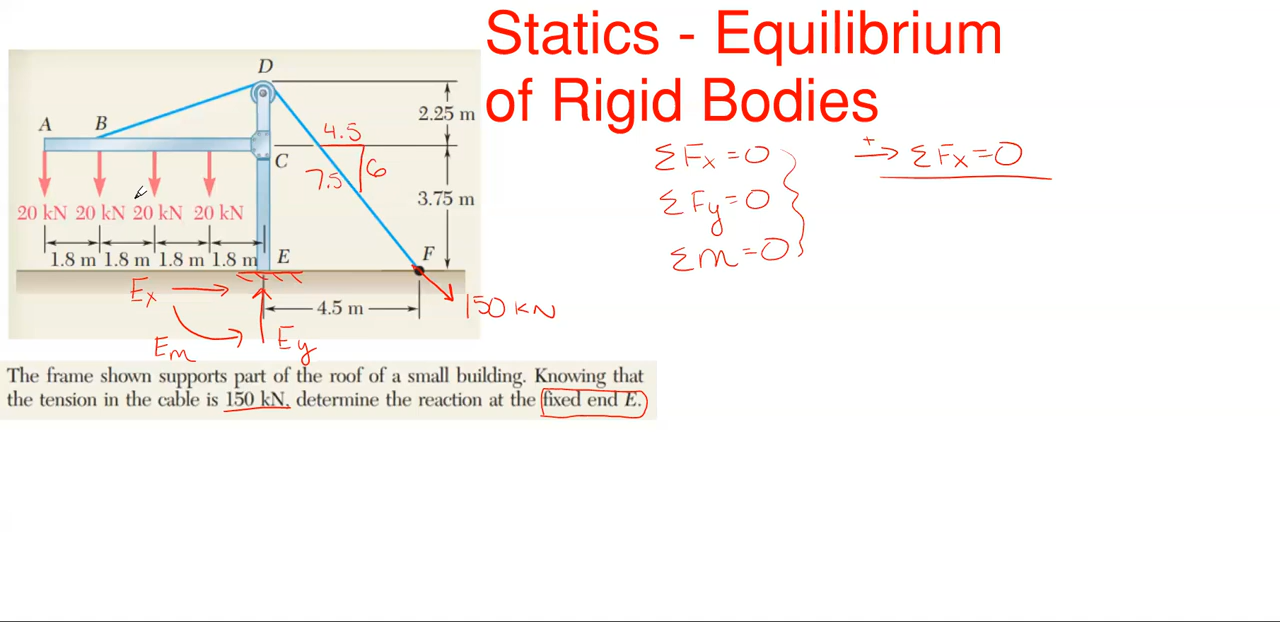 Statics - Equilibrium
of Rigid Bodies
D
2.25 m
A
B
4.5
C
7.5
6
ΣFx=0
ΣFy=0
Σm=0
+→ ΣFx=0
3.75 m
20 kN 20 kN 20 kN 20 kN
1.8 m 1.8 m 1.8 m 1.8 m
E
F
Ex
4.5 m
150 KN
Em
Ey
The frame shown supports part of the roof of a small building. Knowing that
the tension in the cable is 150 kN, determine the reaction at the fixed end E.